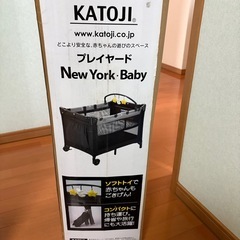 KATOJI
www.katoji.co.jp
どこより安全な、赤ちゃんの遊びのスペース
プレイヤード
New York・Baby
ソフトトイで
赤ちゃんも
ごきげん!
コンパクトに
持ち運び。
帰省や旅行
にも大活躍!